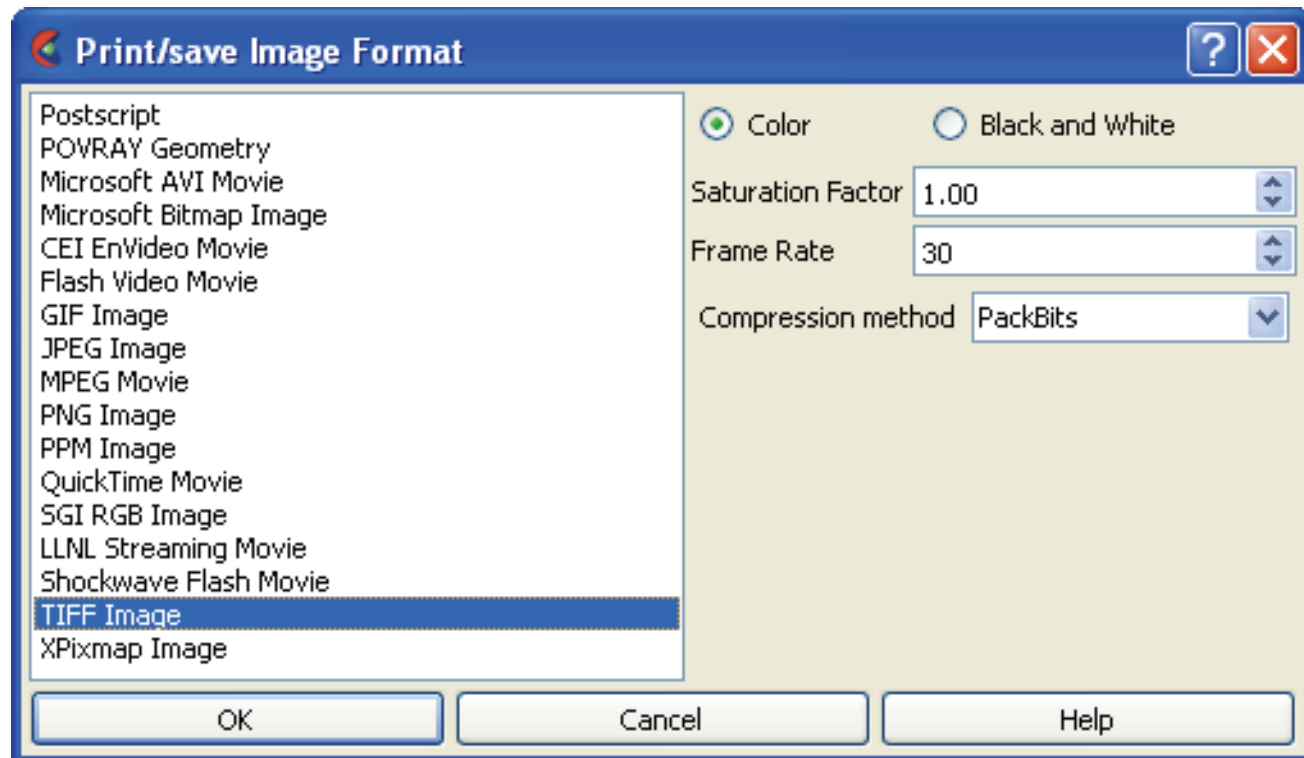 Print/save Image Format
Postscript
POVRAY Geometry
Microsoft AVI Movie
Microsoft Bitmap Image
CEI EnVideo Movie
Flash Video Movie
GIF Image
JPEG Image
MPEG Movie
PNG Image
PPM Image
QuickTime Movie
SGI RGB Image
LLNL Streaming Movie
Shockwave Flash Movie
TIFF Image
XPixmap Image
Color Black and White
Saturation Factor 1.00
Frame Rate 30
Compression method PackBits
OK Cancel Help